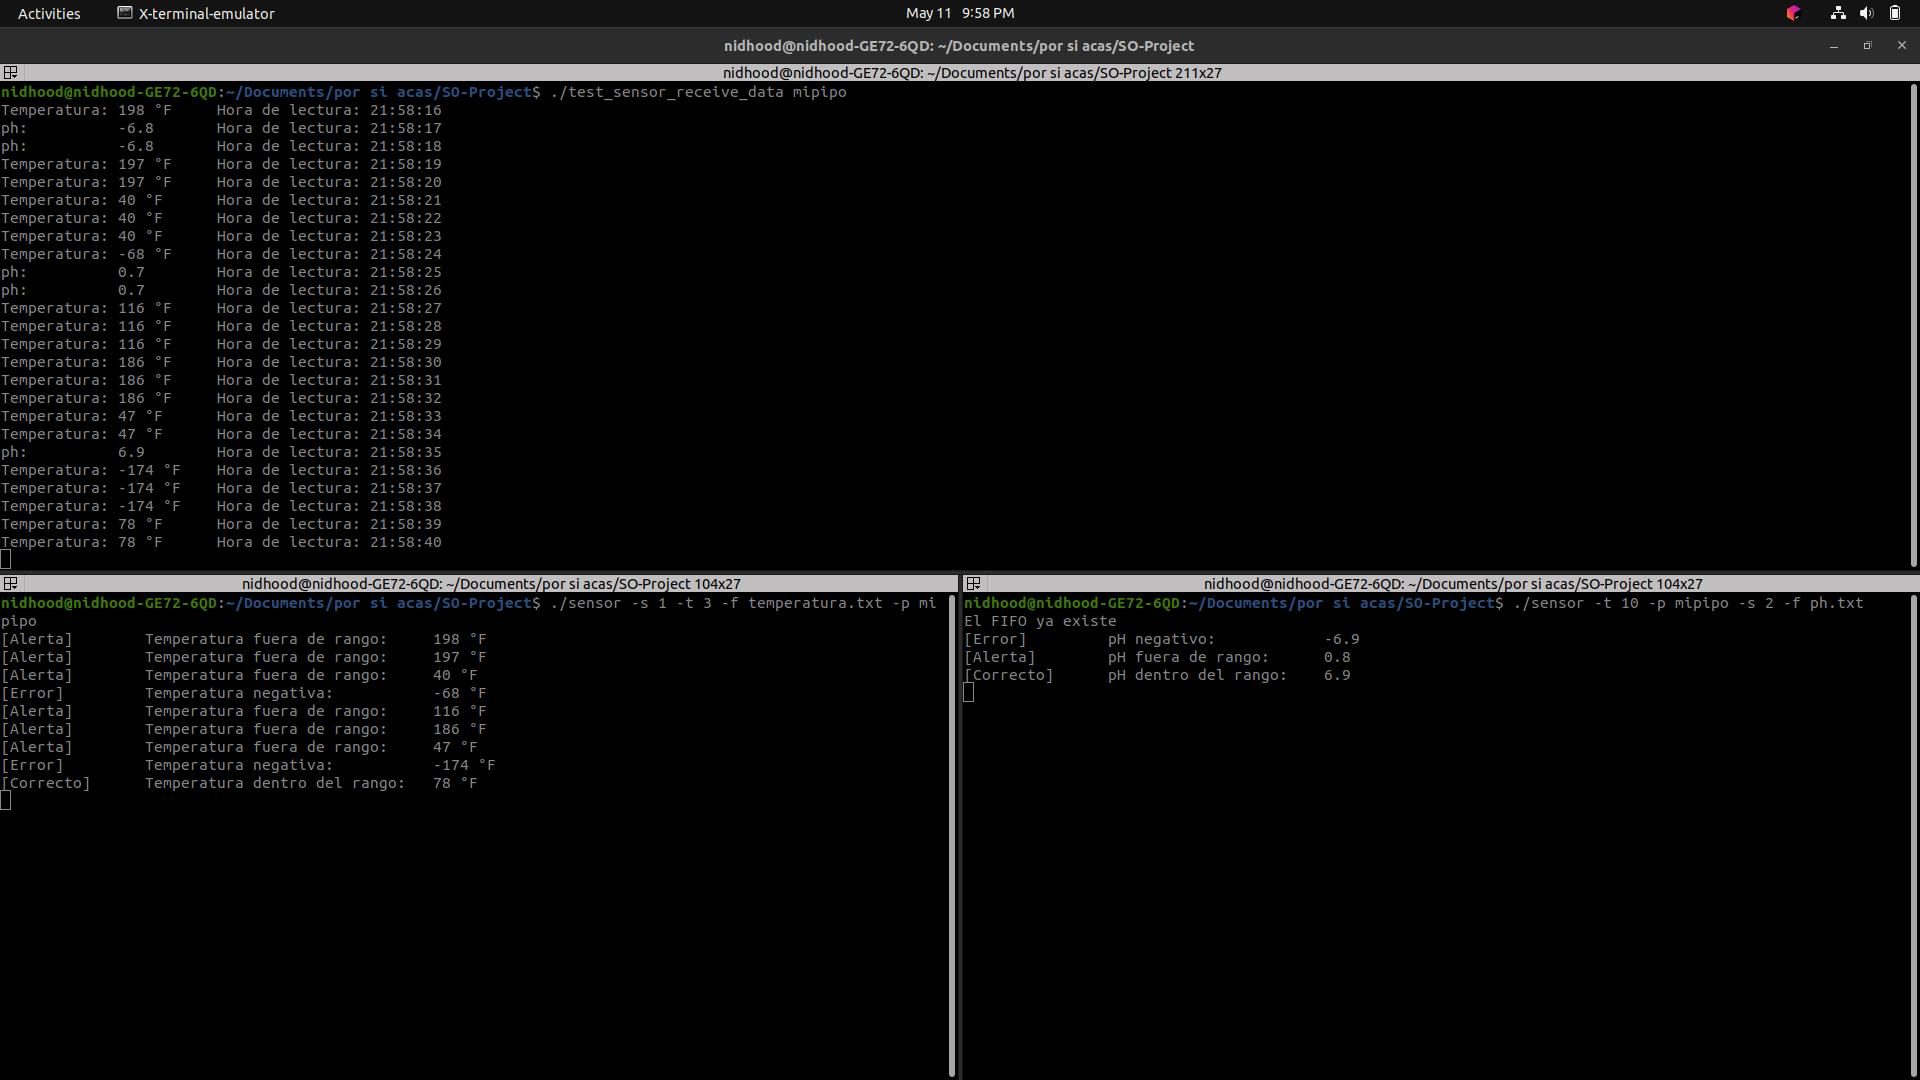 Activities X-terminal-emulator May 11 9:58 PM
nidhood@nidhood-GE72-6QD: ~/Documents/por si acas/SO-Project
nidhood@nidhood-GE72-6QD: ~/Documents/por si acas/SO-Project 211x27
nidhood@nidhood-GE72-6QD:~/Documents/por si acas/SO-Project$ ./test_sensor_receive_data mipipo
Temperatura: 198 °F Hora de lectura: 21:58:16
ph: -6.8 Hora de lectura: 21:58:17
ph: -6.8 Hora de lectura: 21:58:18
Temperatura: 197 °F Hora de lectura: 21:58:19
Temperatura: 197 °F Hora de lectura: 21:58:20
Temperatura: 40 °F Hora de lectura: 21:58:21
Temperatura: 40 °F Hora de lectura: 21:58:22
Temperatura: 40 °F Hora de lectura: 21:58:23
Temperatura: -68 °F Hora de lectura: 21:58:24
ph: 0.7 Hora de lectura: 21:58:25
ph: 0.7 Hora de lectura: 21:58:26
Temperatura: 116 °F Hora de lectura: 21:58:27
Temperatura: 116 °F Hora de lectura: 21:58:28
Temperatura: 116 °F Hora de lectura: 21:58:29
Temperatura: 186 °F Hora de lectura: 21:58:30
Temperatura: 186 °F Hora de lectura: 21:58:31
Temperatura: 186 °F Hora de lectura: 21:58:32
Temperatura: 47 °F Hora de lectura: 21:58:33
Temperatura: 47 °F Hora de lectura: 21:58:34
ph: 6.9 Hora de lectura: 21:58:35
Temperatura: -174 °F Hora de lectura: 21:58:36
Temperatura: -174 °F Hora de lectura: 21:58:37
Temperatura: -174 °F Hora de lectura: 21:58:38
Temperatura: 78 °F Hora de lectura: 21:58:39
Temperatura: 78 °F Hora de lectura: 21:58:40
nidhood@nidhood-GE72-6QD: ~/Documents/por si acas/SO-Project 104x27
nidhood@nidhood-GE72-6QD:~/Documents/por si acas/SO-Project$ ./sensor -s 1 -t 3 -f temperatura.txt -p mi
pipo
[Alerta] Temperatura fuera de rango: 198 °F
[Alerta] Temperatura fuera de rango: 197 °F
[Alerta] Temperatura fuera de rango: 40 °F
[Error] Temperatura negativa: -68 °F
[Alerta] Temperatura fuera de rango: 116 °F
[Alerta] Temperatura fuera de rango: 186 °F
[Alerta] Temperatura fuera de rango: 47 °F
[Error] Temperatura negativa: -174 °F
[Correcto] Temperatura dentro del rango: 78 °F
nidhood@nidhood-GE72-6QD: ~/Documents/por si acas/SO-Project 104x27
nidhood@nidhood-GE72-6QD:~/Documents/por si acas/SO-Project$ ./sensor -t 10 -p mipipo -s 2 -f ph.txt
El FIFO ya existe
[Error] pH negativo: -6.9
[Alerta] pH fuera de rango: 0.8
[Correcto] pH dentro del rango: 6.9